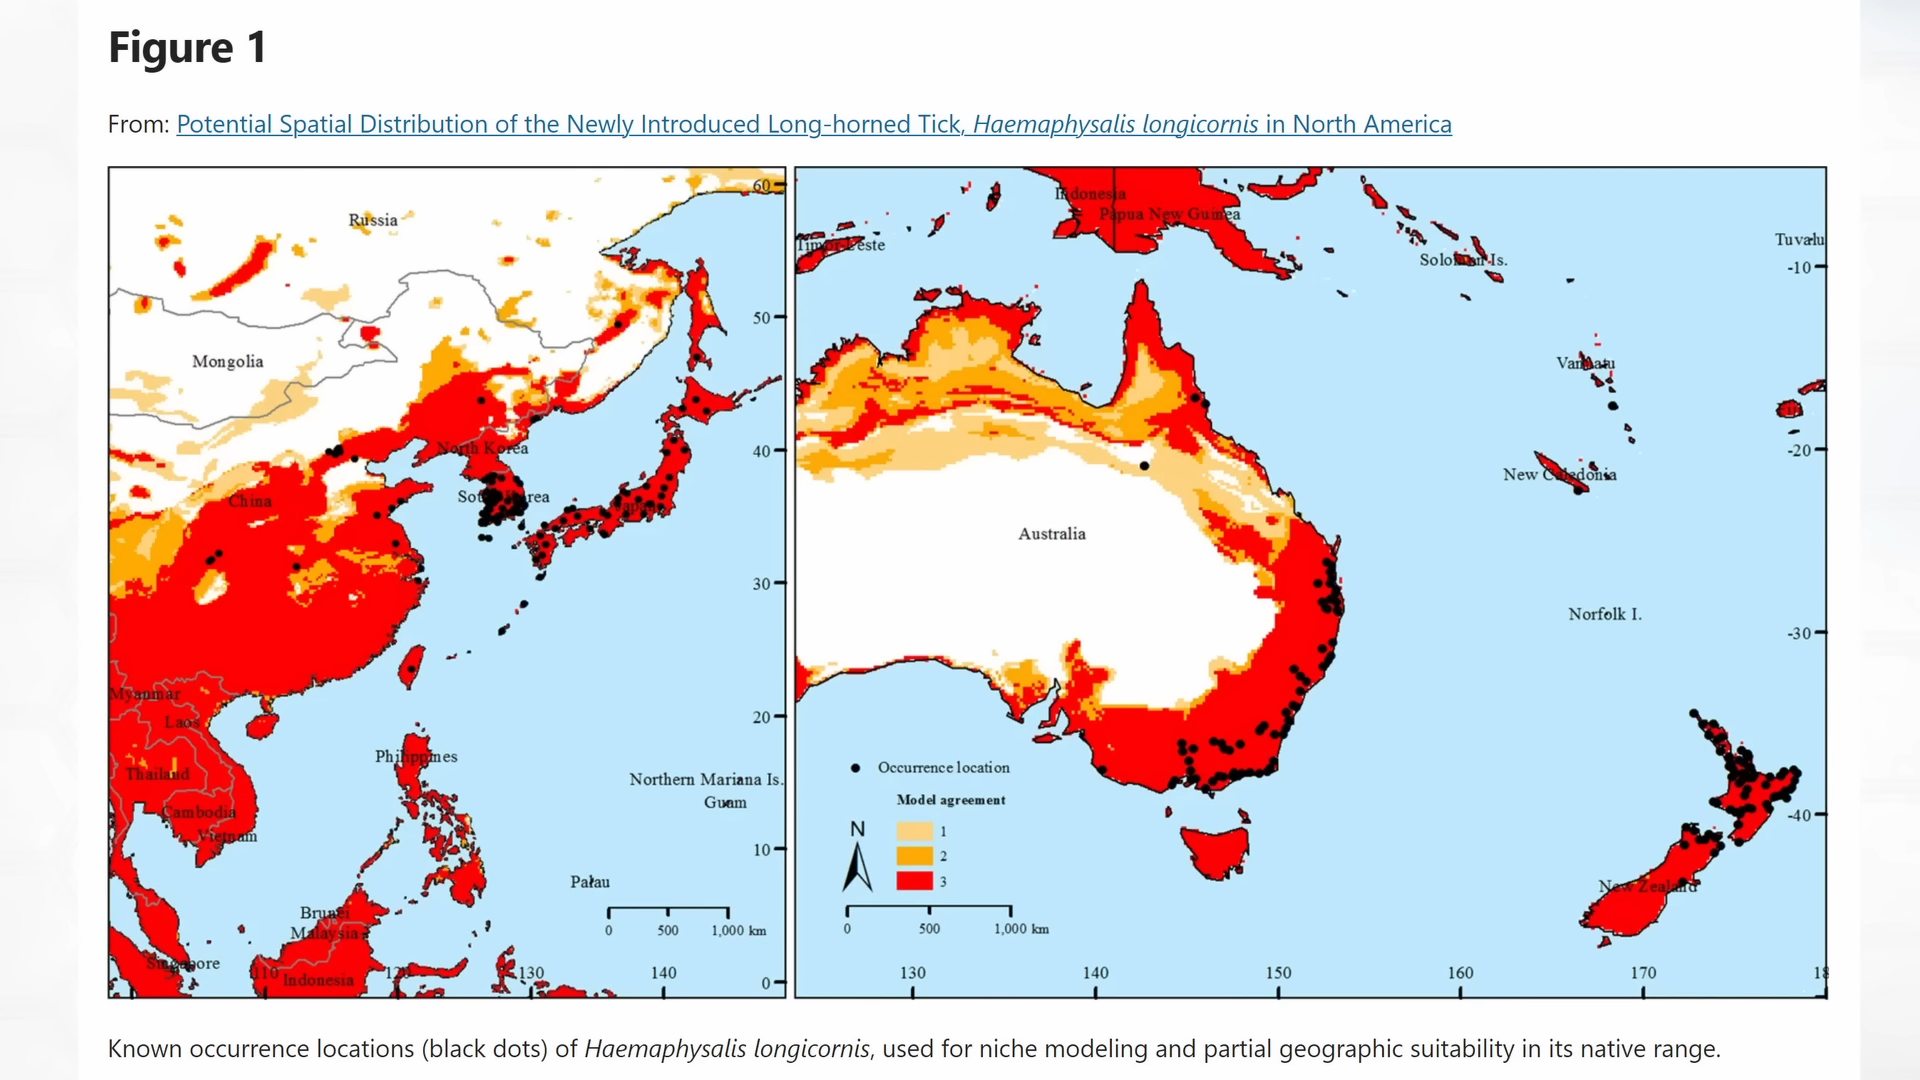 Figure 1
From: Potential Spatial Distribution of the Newly Introduced Long-horned Tick, Haemaphysalis longicornis in North America
Russia
Mongolia
North Korea
South Korea
China
Japan
Myanmar
Laos
Thailand
Cambodia
Vietnam
Philippines
Northern Mariana Is.
Guam
Palau
Brunei
Malaysia
Singapore
Indonesia
60
50
40
30
20
10
0
110
120
130
140
0 500 1,000 km
Indonesia
Papua New Guinea
Timor-Leste
Solomon Is.
Tuvalu
Vanuatu
New Caledonia
Australia
Norfolk I.
New Zealand
-10
-20
-30
-40
Occurrence location
Model agreement
N
1
2
3
0 500 1,000 km
130 140 150 160 170 18
Known occurrence locations (black dots) of Haemaphysalis longicornis, used for niche modeling and partial geographic suitability in its native range.